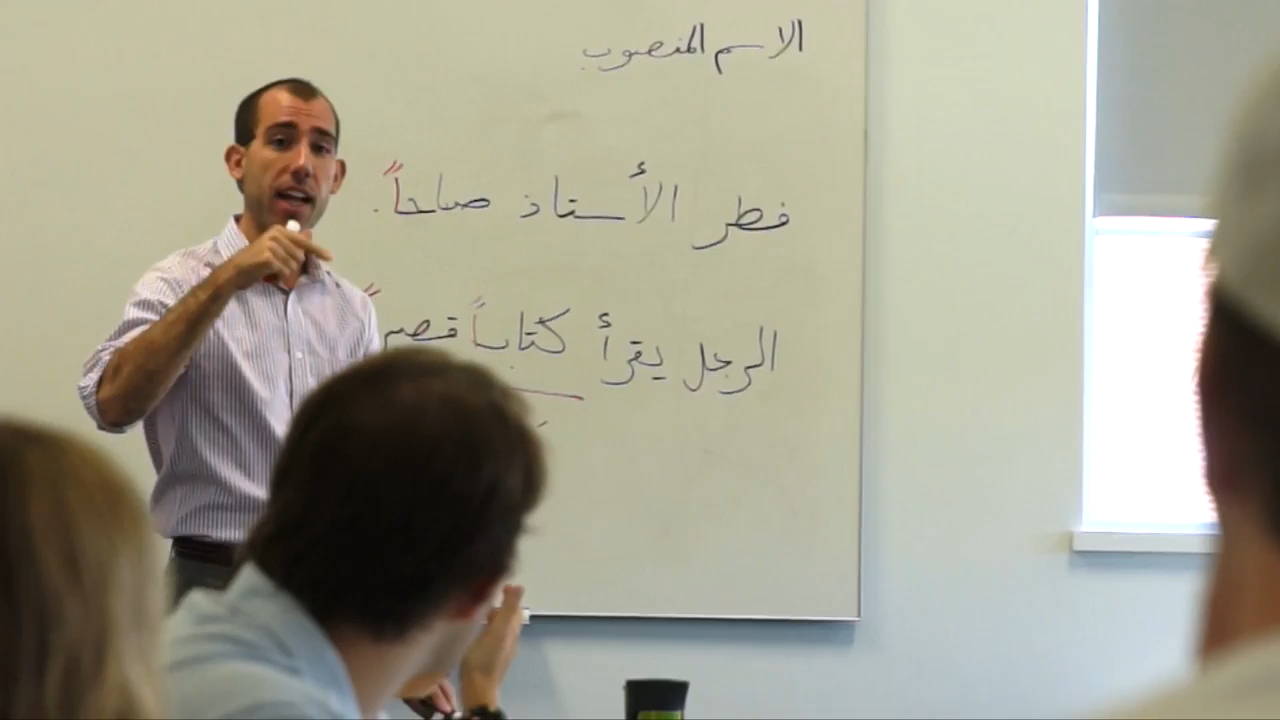 الاسم المنصوب
فطر الأستاذ صباحاً.
الرجل يقرأ كتاباً